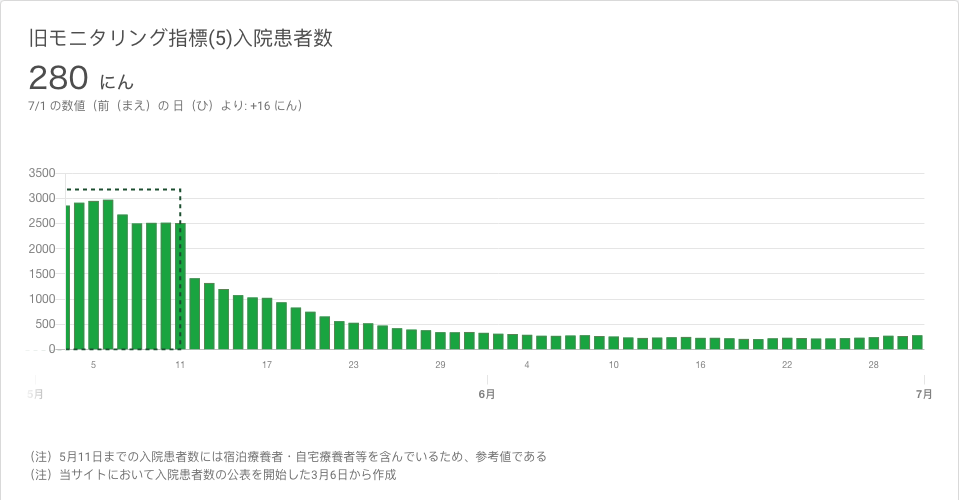 旧モニタリング指標(5)入院患者数
280 にん
7/1 の数値（前（まえ）の 日（ひ）より: +16 にん）
3500
3000
2500
2000
1500
1000
500
0
5 11 17 23 29 4 10 16 22 28
5月 6月 7月
（注）5月11日までの入院患者数には宿泊療養者・自宅療養者等を含んでいるため、参考値である
（注）当サイトにおいて入院患者数の公表を開始した3月6日から作成